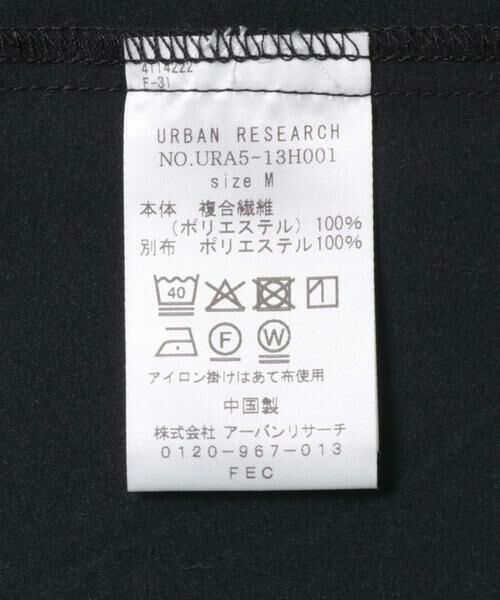 4114222
F-31
URBAN RESEARCH
NO.URA5-13H001
size M
本体 複合繊維
(ポリエステル) 100%
別布 ポリエステル 100%
40
F W
アイロン掛けはあて布使用
中国製
株式会社 アーバンリサーチ
0120-967-013
FEC